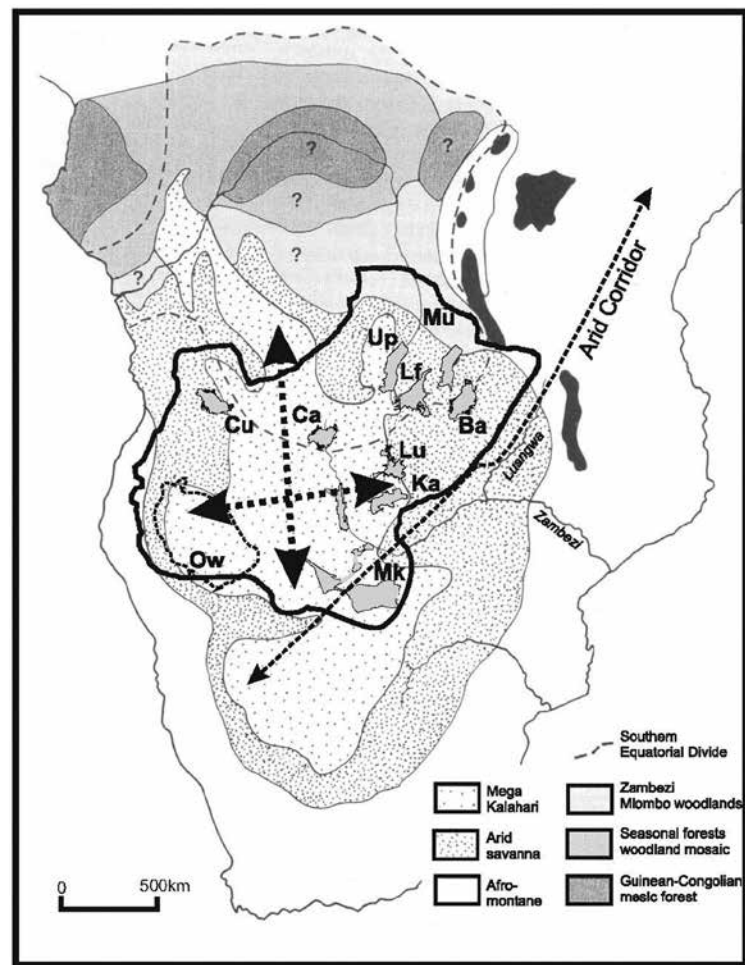 ?
?
?
?
?
Arid Corridor
Mu
Up
Lf
Cu
Ca
Ba
Lu
Ka
Luangwa
Zambezi
Ow
Mk
Southern
Equatorial Divide
Mega
Kalahari
Zambezi
Miombo woodlands
Arid
savanna
Seasonal forests
woodland mosaic
Afro-
montane
Guinean-Congolian
mesic forest
0 500km